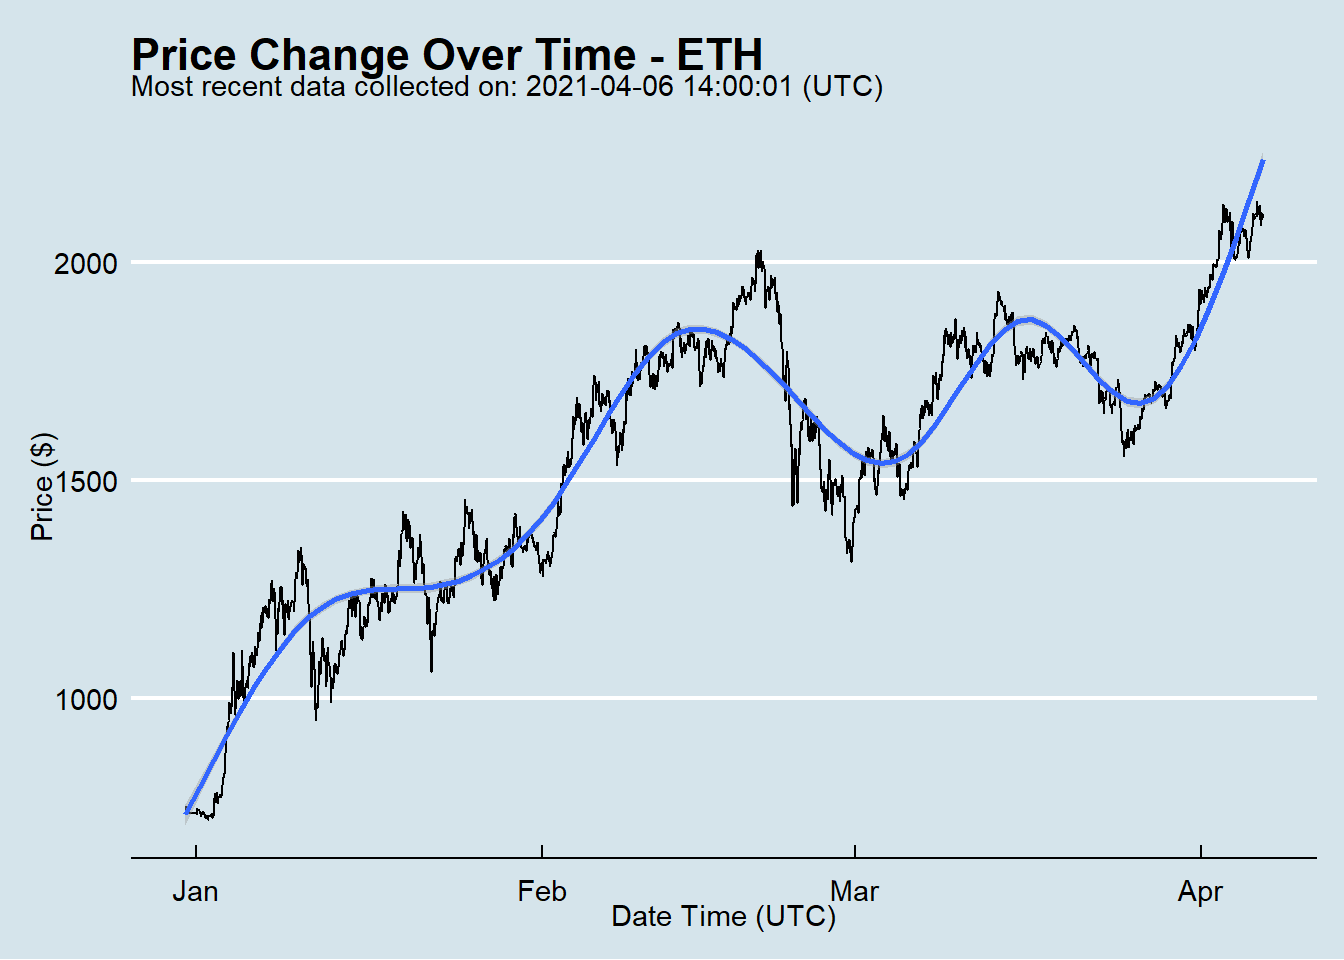 Price Change Over Time - ETH
Most recent data collected on: 2021-04-06 14:00:01 (UTC)
Price ($)
2000
1500
1000
Jan Feb Mar Apr
Date Time (UTC)